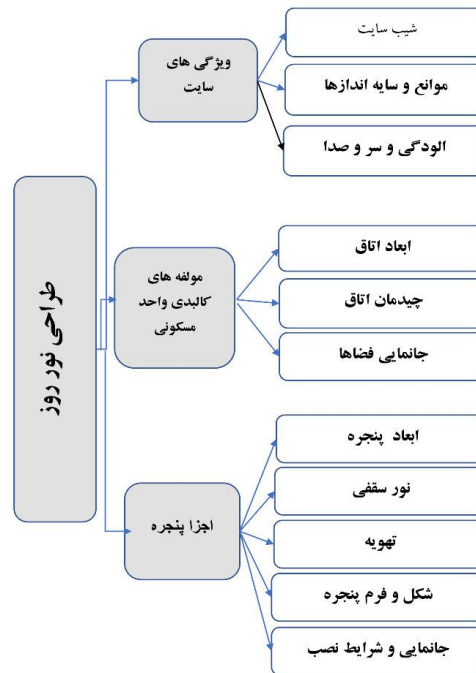 طراحی نور روز
ویژگی های
سایت
شیب سایت
موانع و سایه اندازها
الودگی و سر و صدا
مولفه های
کالبدی واحد
مسکونی
ابعاد اتاق
چیدمان اتاق
جانمایی فضاها
اجزا پنجره
ابعاد پنجره
نور سقفی
تهویه
شکل و فرم پنجره
جانمایی و شرایط نصب